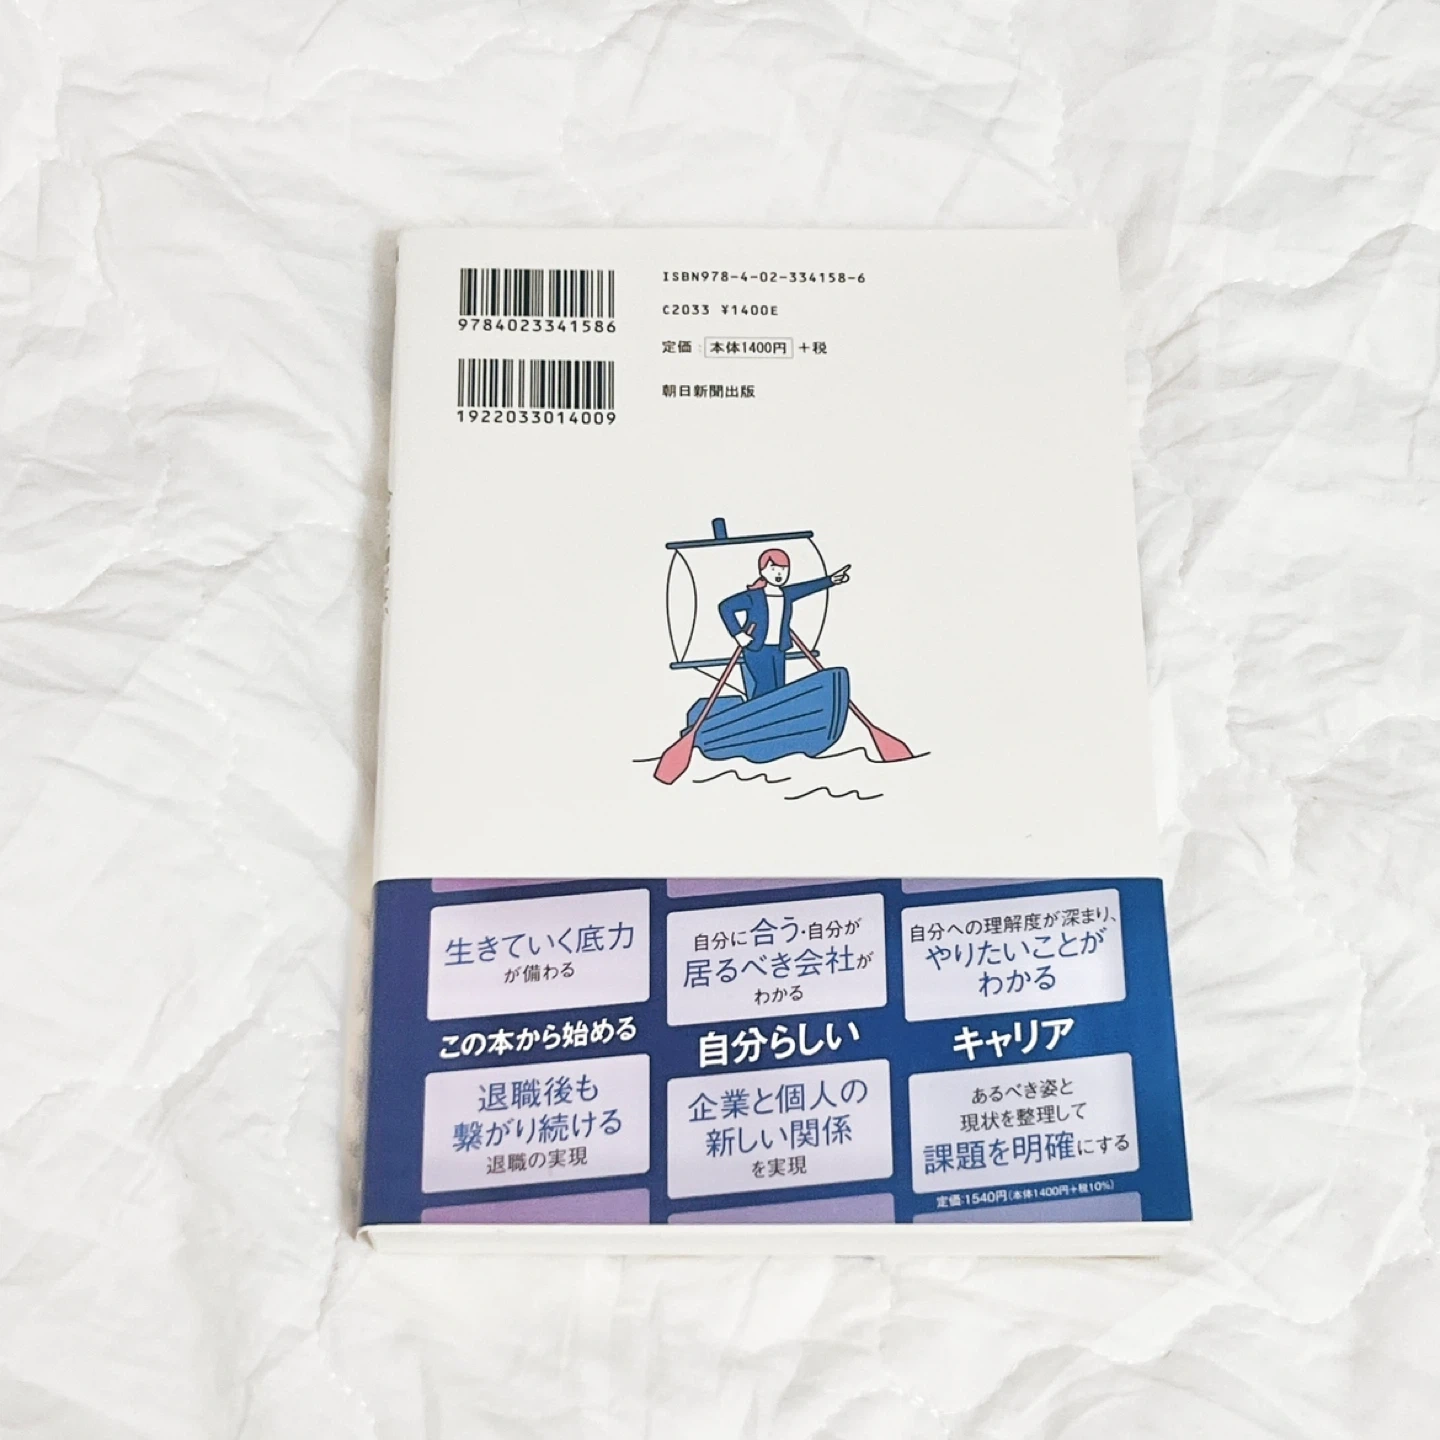 9784023341586
1922033014009
ISBN978-4-02-334158-6
C2033 ¥1400E
定価：本体1400円＋税
朝日新聞出版
生きていく底力
が備わる
自分に合う・自分が
居るべき会社が
わかる
自分への理解度が深まり、
やりたいことが
わかる
この本から始める 自分らしい キャリア
退職後も
繋がり続ける
退職の実現
企業と個人の
新しい関係
を実現
あるべき姿と
現状を整理して
課題を明確にする
定価：1540円（本体1400円＋税10%）